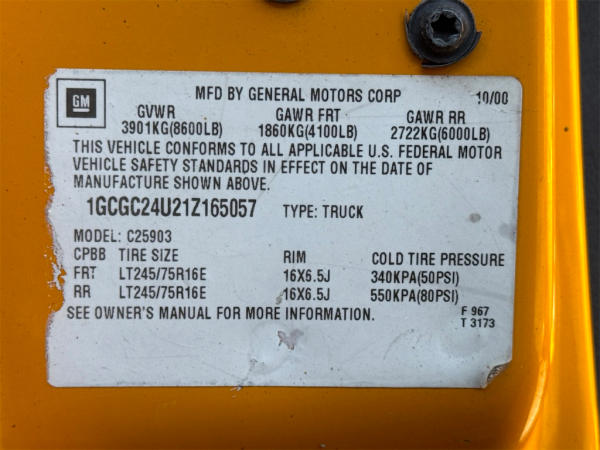 GM
MFD BY GENERAL MOTORS CORP 10/00
GVWR GAWR FRT GAWR RR
3901KG(8600LB) 1860KG(4100LB) 2722KG(6000LB)
THIS VEHICLE CONFORMS TO ALL APPLICABLE U.S. FEDERAL MOTOR
VEHICLE SAFETY STANDARDS IN EFFECT ON THE DATE OF
MANUFACTURE SHOWN ABOVE.
1GCGC24U21Z165057 TYPE: TRUCK
MODEL: C25903
CPBB TIRE SIZE RIM COLD TIRE PRESSURE
FRT LT245/75R16E 16X6.5J 340KPA(50PSI)
RR LT245/75R16E 16X6.5J 550KPA(80PSI)
SEE OWNER'S MANUAL FOR MORE INFORMATION. F 967
T 3173